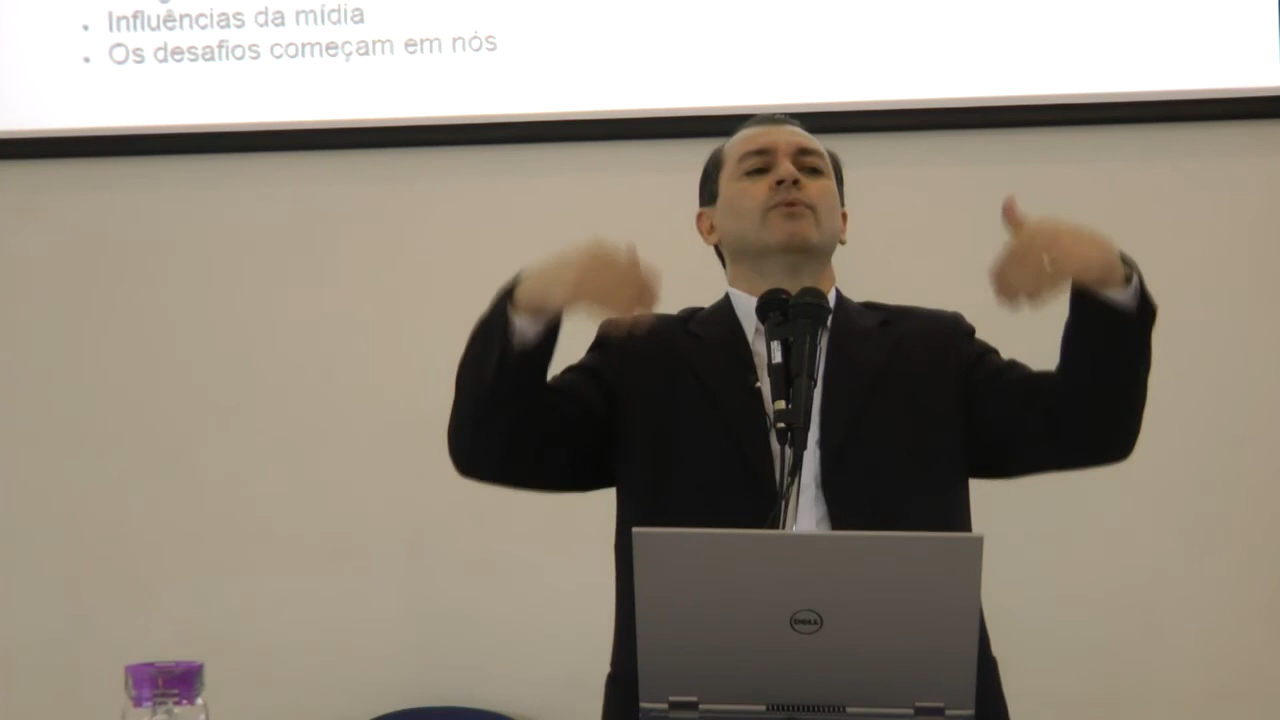 • Influências da mídia
• Os desafios começam em nós
DELL